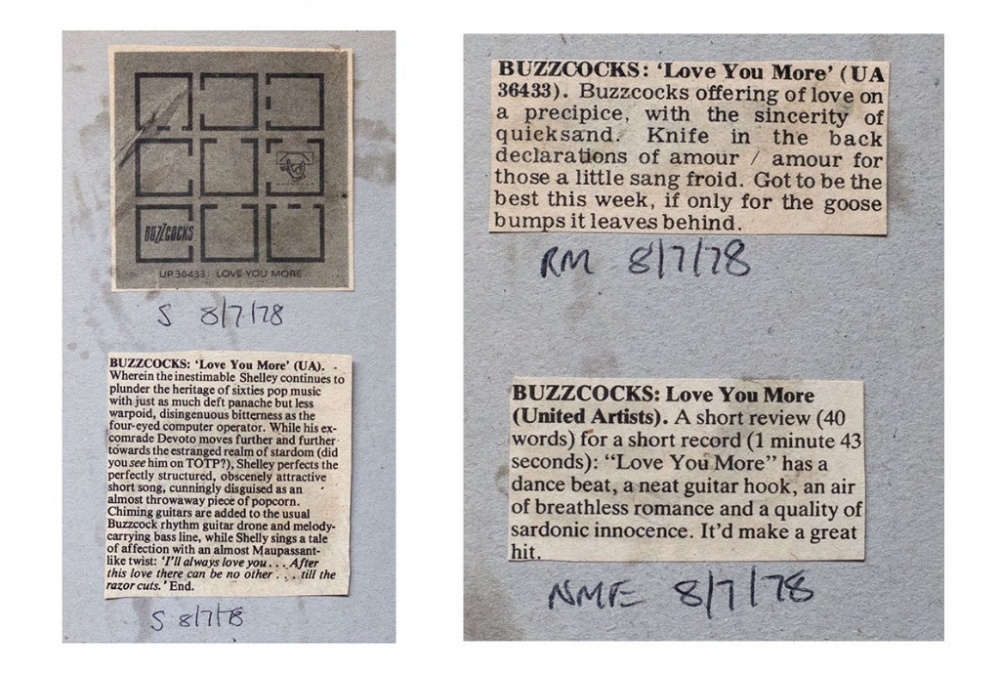 BUZZCOCKS
UP 36433 · LOVE YOU MORE
S 8/7/78
BUZZCOCKS: 'Love You More' (UA).
Wherein the inestimable Shelley continues to
plunder the heritage of sixties pop music
with just as much deft panache but less
warpoid, disingenuous bitterness as the
four-eyed computer operator. While his ex-
comrade Devoto moves further and further
towards the estranged realm of stardom (did
you see him on TOTP?), Shelley perfects the
perfectly structured, obscenely attractive
short song, cunningly disguised as an
almost throwaway piece of popcorn.
Chiming guitars are added to the usual
Buzzcock rhythm guitar drone and melody-
carrying bass line, while Shelly sings a tale
of affection with an almost Maupassant-
like twist: 'I'll always love you . . . After
this love there can be no other . . . till the
razor cuts.' End.
S 8/7/78
BUZZCOCKS: 'Love You More' (UA
36433). Buzzcocks offering of love on
a precipice, with the sincerity of
quicksand. Knife in the back
declarations of amour / amour for
those a little sang froid. Got to be the
best this week, if only for the goose
bumps it leaves behind.
RM 8/7/78
BUZZCOCKS: Love You More
(United Artists). A short review (40
words) for a short record (1 minute 43
seconds): "Love You More" has a
dance beat, a neat guitar hook, an air
of breathless romance and a quality of
sardonic innocence. It'd make a great
hit.
NME 8/7/78